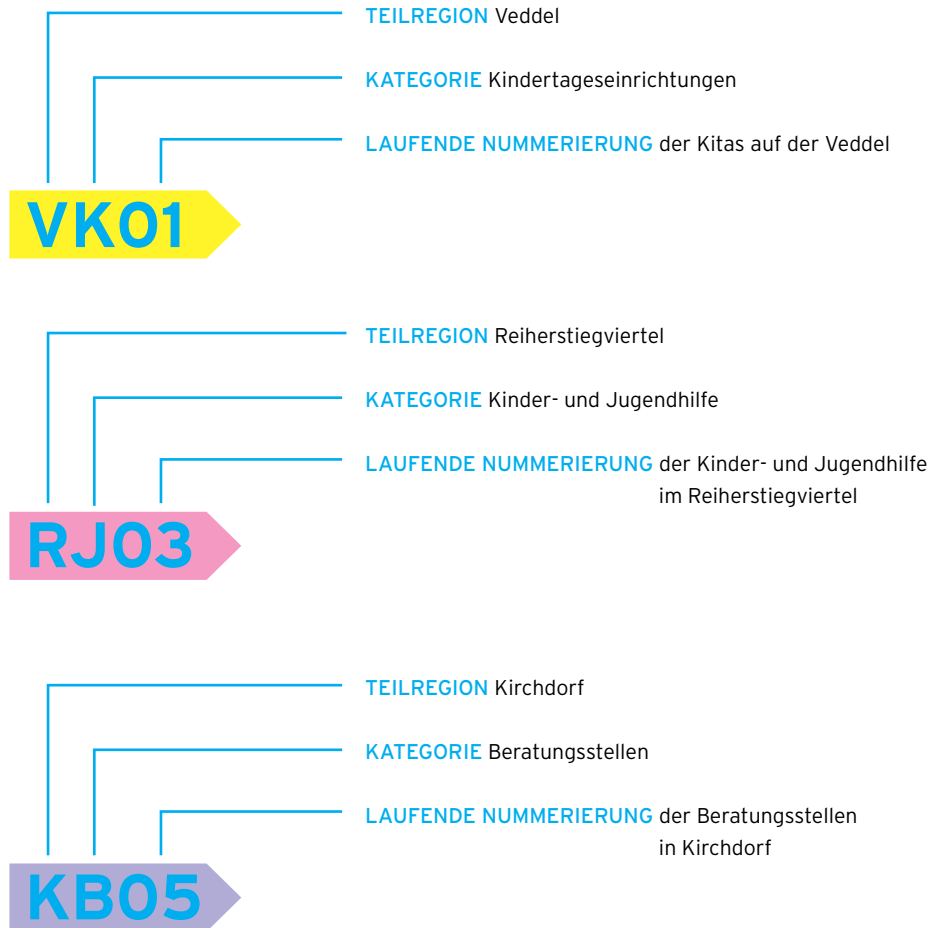 TEILREGION Veddel
KATEGORIE Kindertageseinrichtungen
LAUFENDE NUMMERIERUNG der Kitas auf der Veddel
VK01
TEILREGION Reiherstiegviertel
KATEGORIE Kinder- und Jugendhilfe
LAUFENDE NUMMERIERUNG der Kinder- und Jugendhilfe
im Reiherstiegviertel
RJ03
TEILREGION Kirchdorf
KATEGORIE Beratungsstellen
LAUFENDE NUMMERIERUNG der Beratungsstellen
in Kirchdorf
KB05